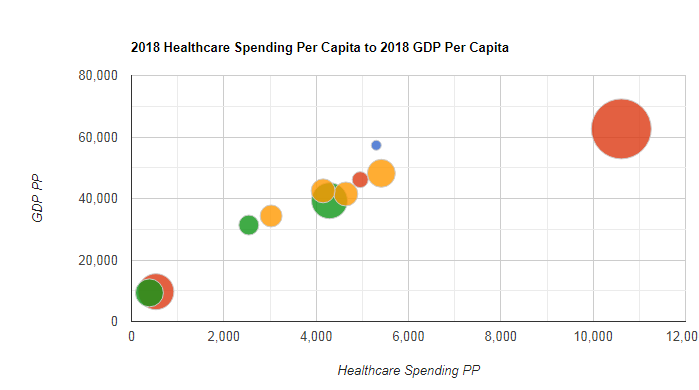 2018 Healthcare Spending Per Capita to 2018 GDP Per Capita
80,000
60,000
40,000
20,000
0
GDP PP
0 2,000 4,000 6,000 8,000 10,000 12,00
Healthcare Spending PP